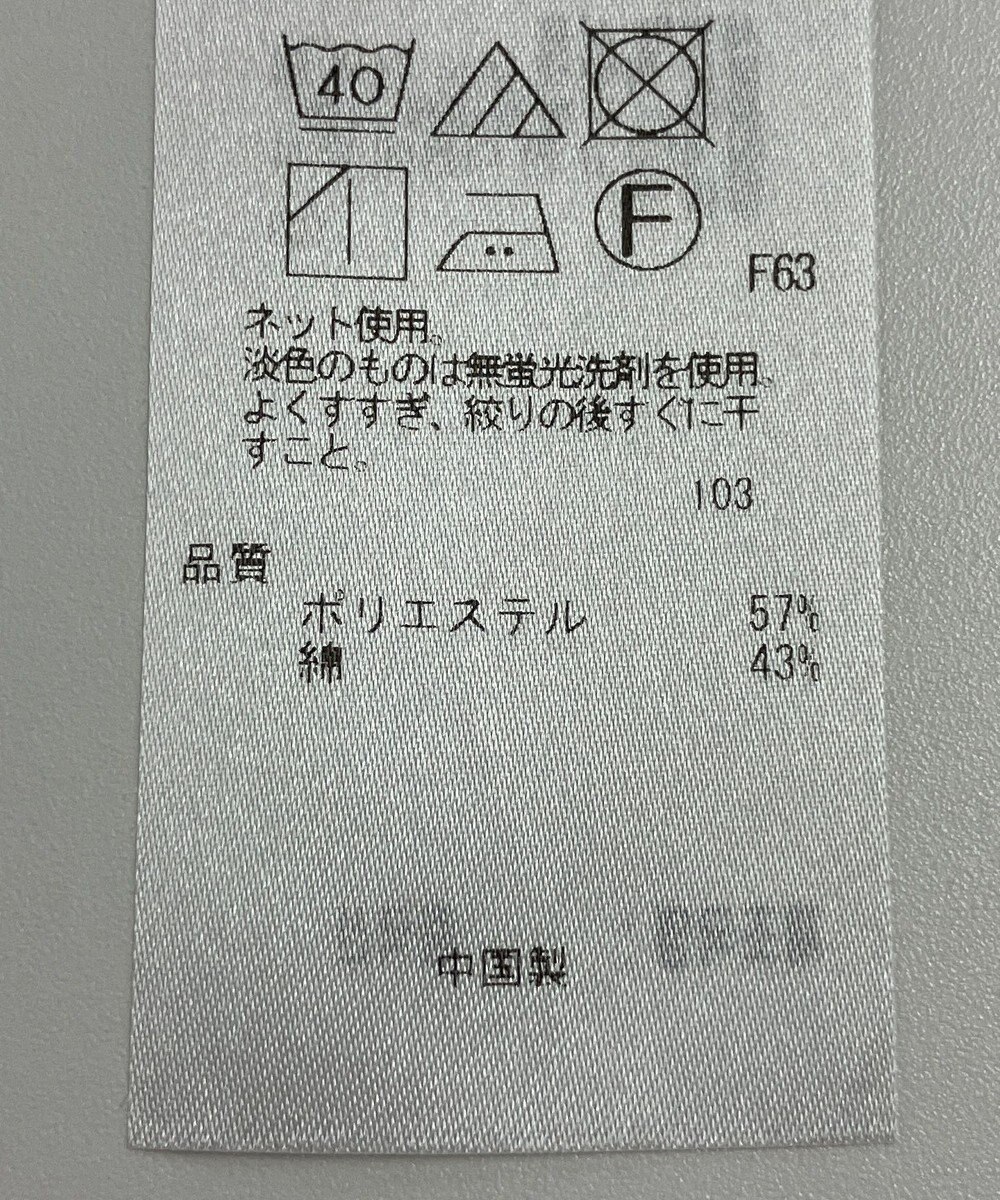 40
F
F63
ネット使用。
淡色のものは無蛍光洗剤を使用。
よくすすぎ、絞りの後すぐに干
すこと。
103
品質
ポリエステル 57%
綿 43%
中国製